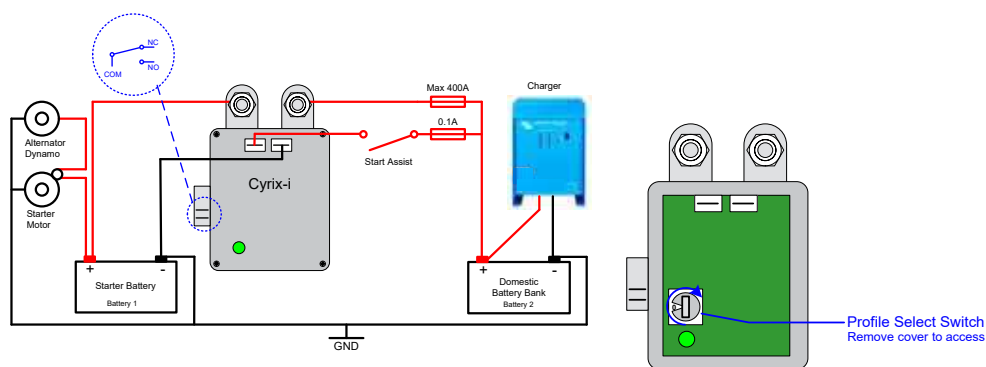 NC
COM
NO
Max 400A
Charger
0.1A
Alternator
Dynamo
Start Assist
Cyrix-i
Starter
Motor
+ -
Starter Battery
Battery 1
+ -
Domestic
Battery Bank
Battery 2
GND
Profile Select Switch
Remove cover to access